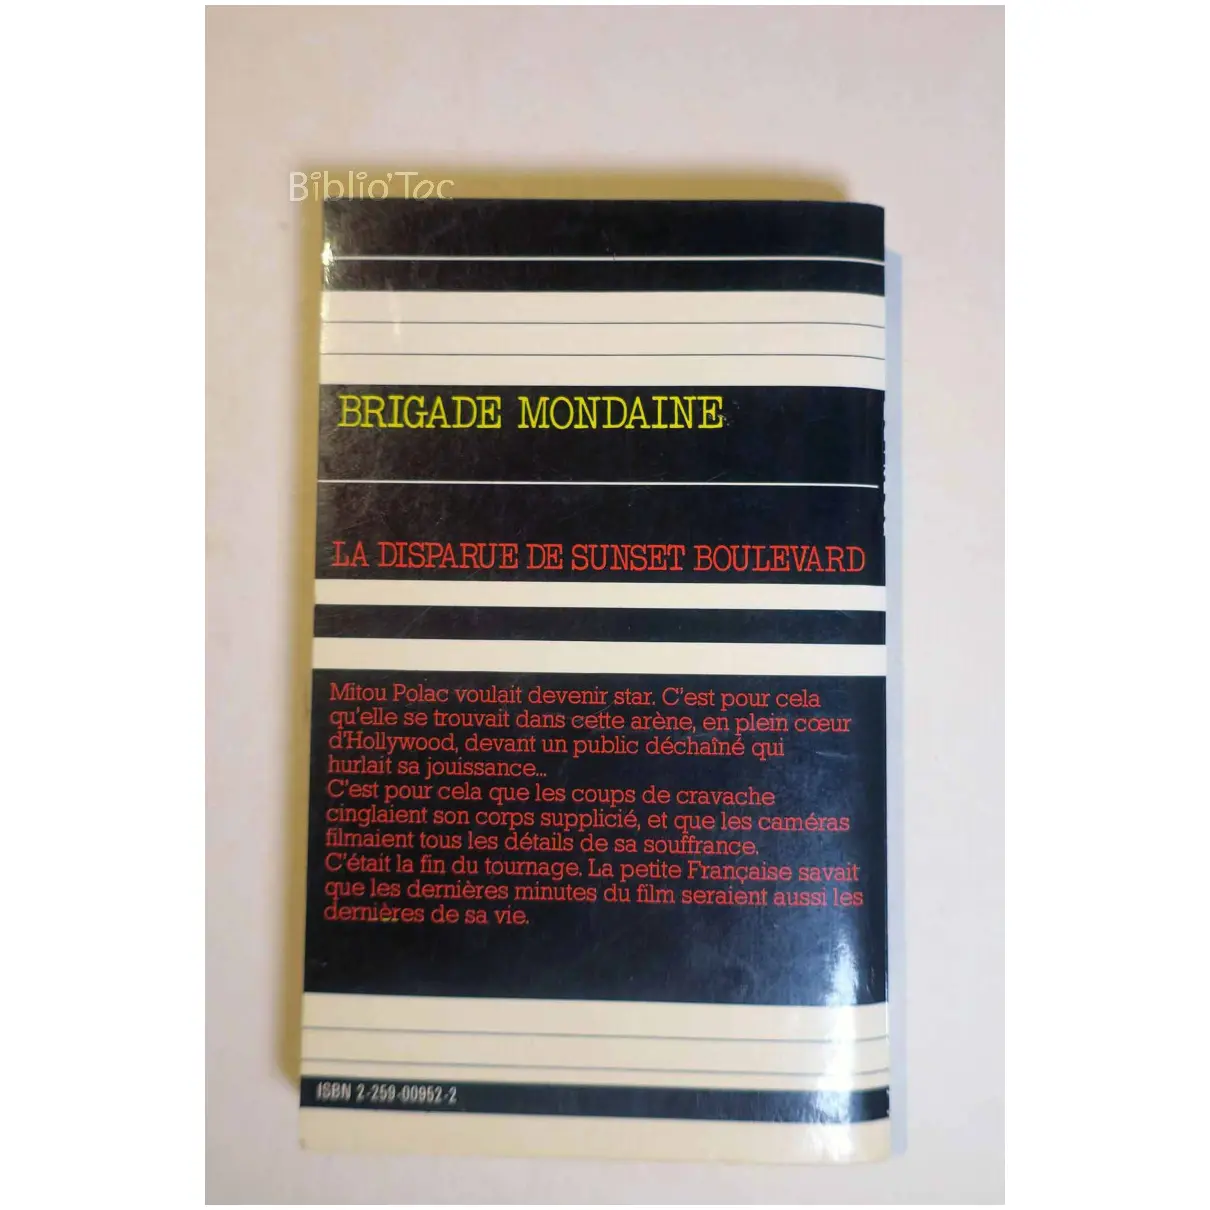 Biblio'Toc
BRIGADE MONDAINE
LA DISPARUE DE SUNSET BOULEVARD
Mitou Polac voulait devenir star. C'est pour cela
qu'elle se trouvait dans cette arène, en plein cœur
d'Hollywood, devant un public déchaîné qui
hurlait sa jouissance...
C'est pour cela que les coups de cravache
cinglaient son corps supplicié, et que les caméras
filmaient tous les détails de sa souffrance.
C'était la fin du tournage. La petite Française savait
que les dernières minutes du film seraient aussi les
dernières de sa vie.
ISBN 2-259-00952-2